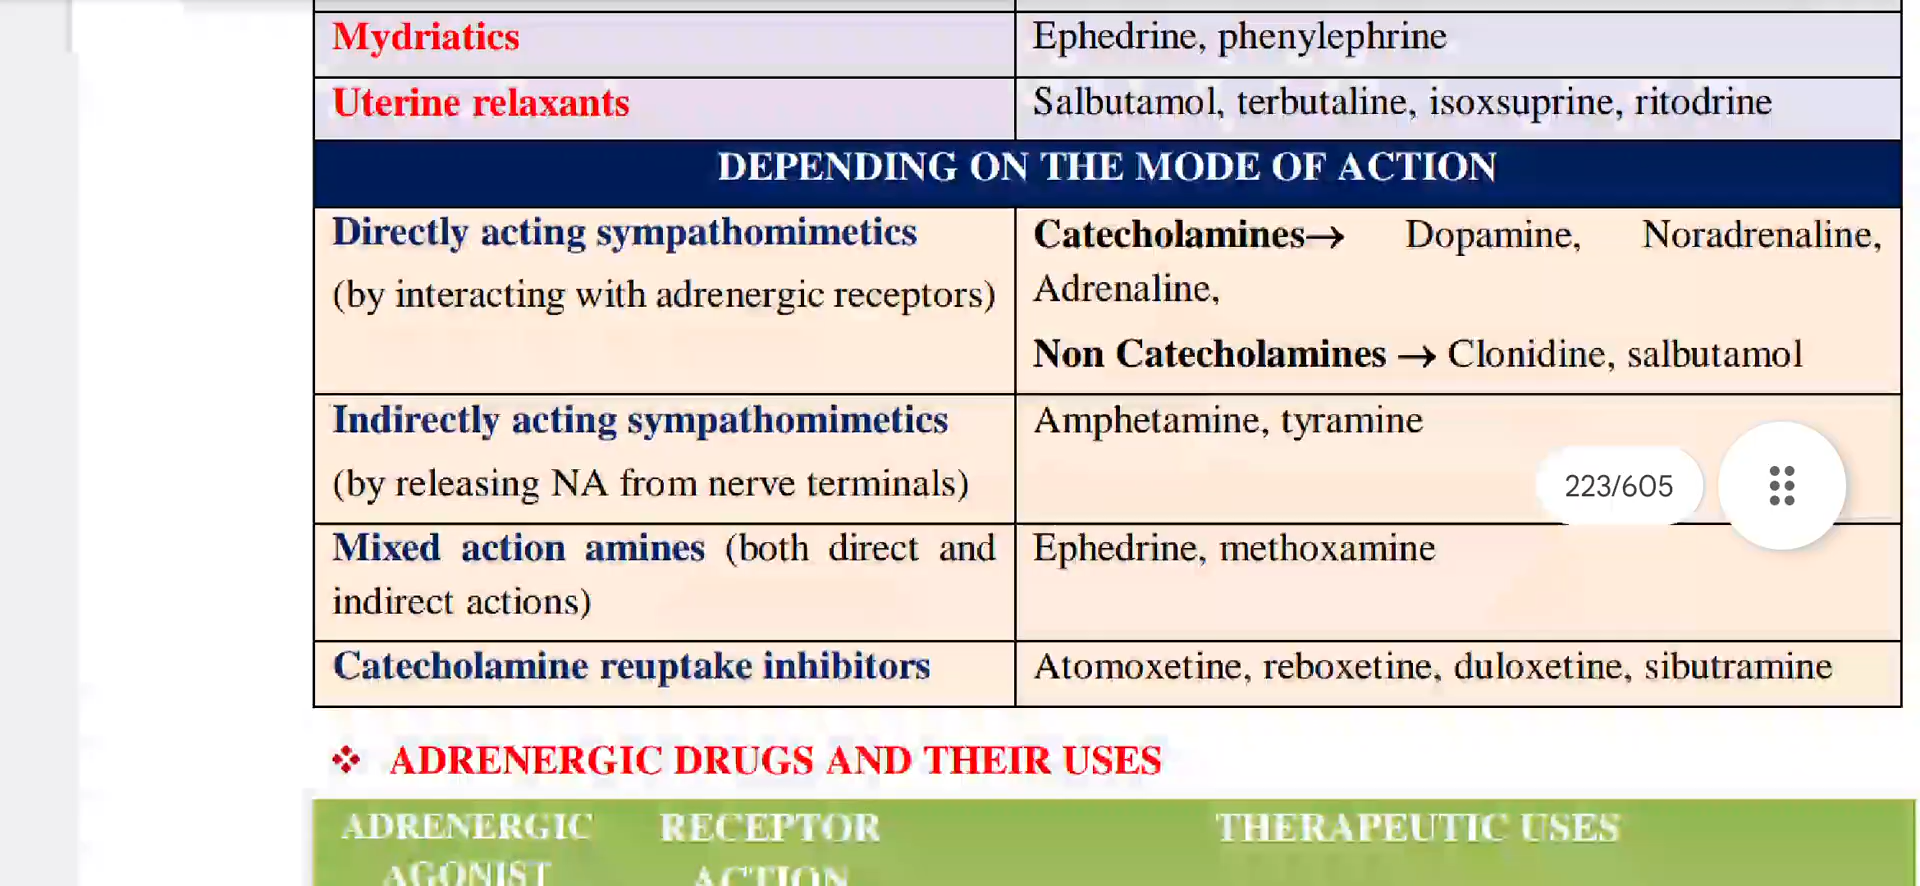 Mydriatics
Ephedrine, phenylephrine
Uterine relaxants
Salbutamol, terbutaline, isoxsuprine, ritodrine
DEPENDING ON THE MODE OF ACTION
Directly acting sympathomimetics
(by interacting with adrenergic receptors)
Catecholamines→ Dopamine, Noradrenaline,
Adrenaline,
Non Catecholamines → Clonidine, salbutamol
Indirectly acting sympathomimetics
(by releasing NA from nerve terminals)
Amphetamine, tyramine
223/605
Mixed action amines (both direct and
indirect actions)
Ephedrine, methoxamine
Catecholamine reuptake inhibitors
Atomoxetine, reboxetine, duloxetine, sibutramine
❖ ADRENERGIC DRUGS AND THEIR USES
ADRENERGIC
AGONIST
RECEPTOR
ACTION
THERAPEUTIC USES